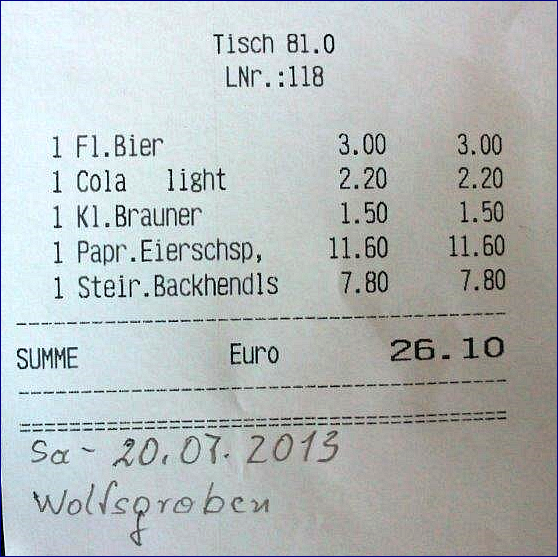 Tisch 81.0
LNr.:118
1 Fl.Bier 3.00 3.00
1 Cola light 2.20 2.20
1 Kl.Brauner 1.50 1.50
1 Papr.Eierschsp, 11.60 11.60
1 Steir.Backhendls 7.80 7.80
SUMME Euro 26.10
Sa - 20.07.2013
Wolfsgroben